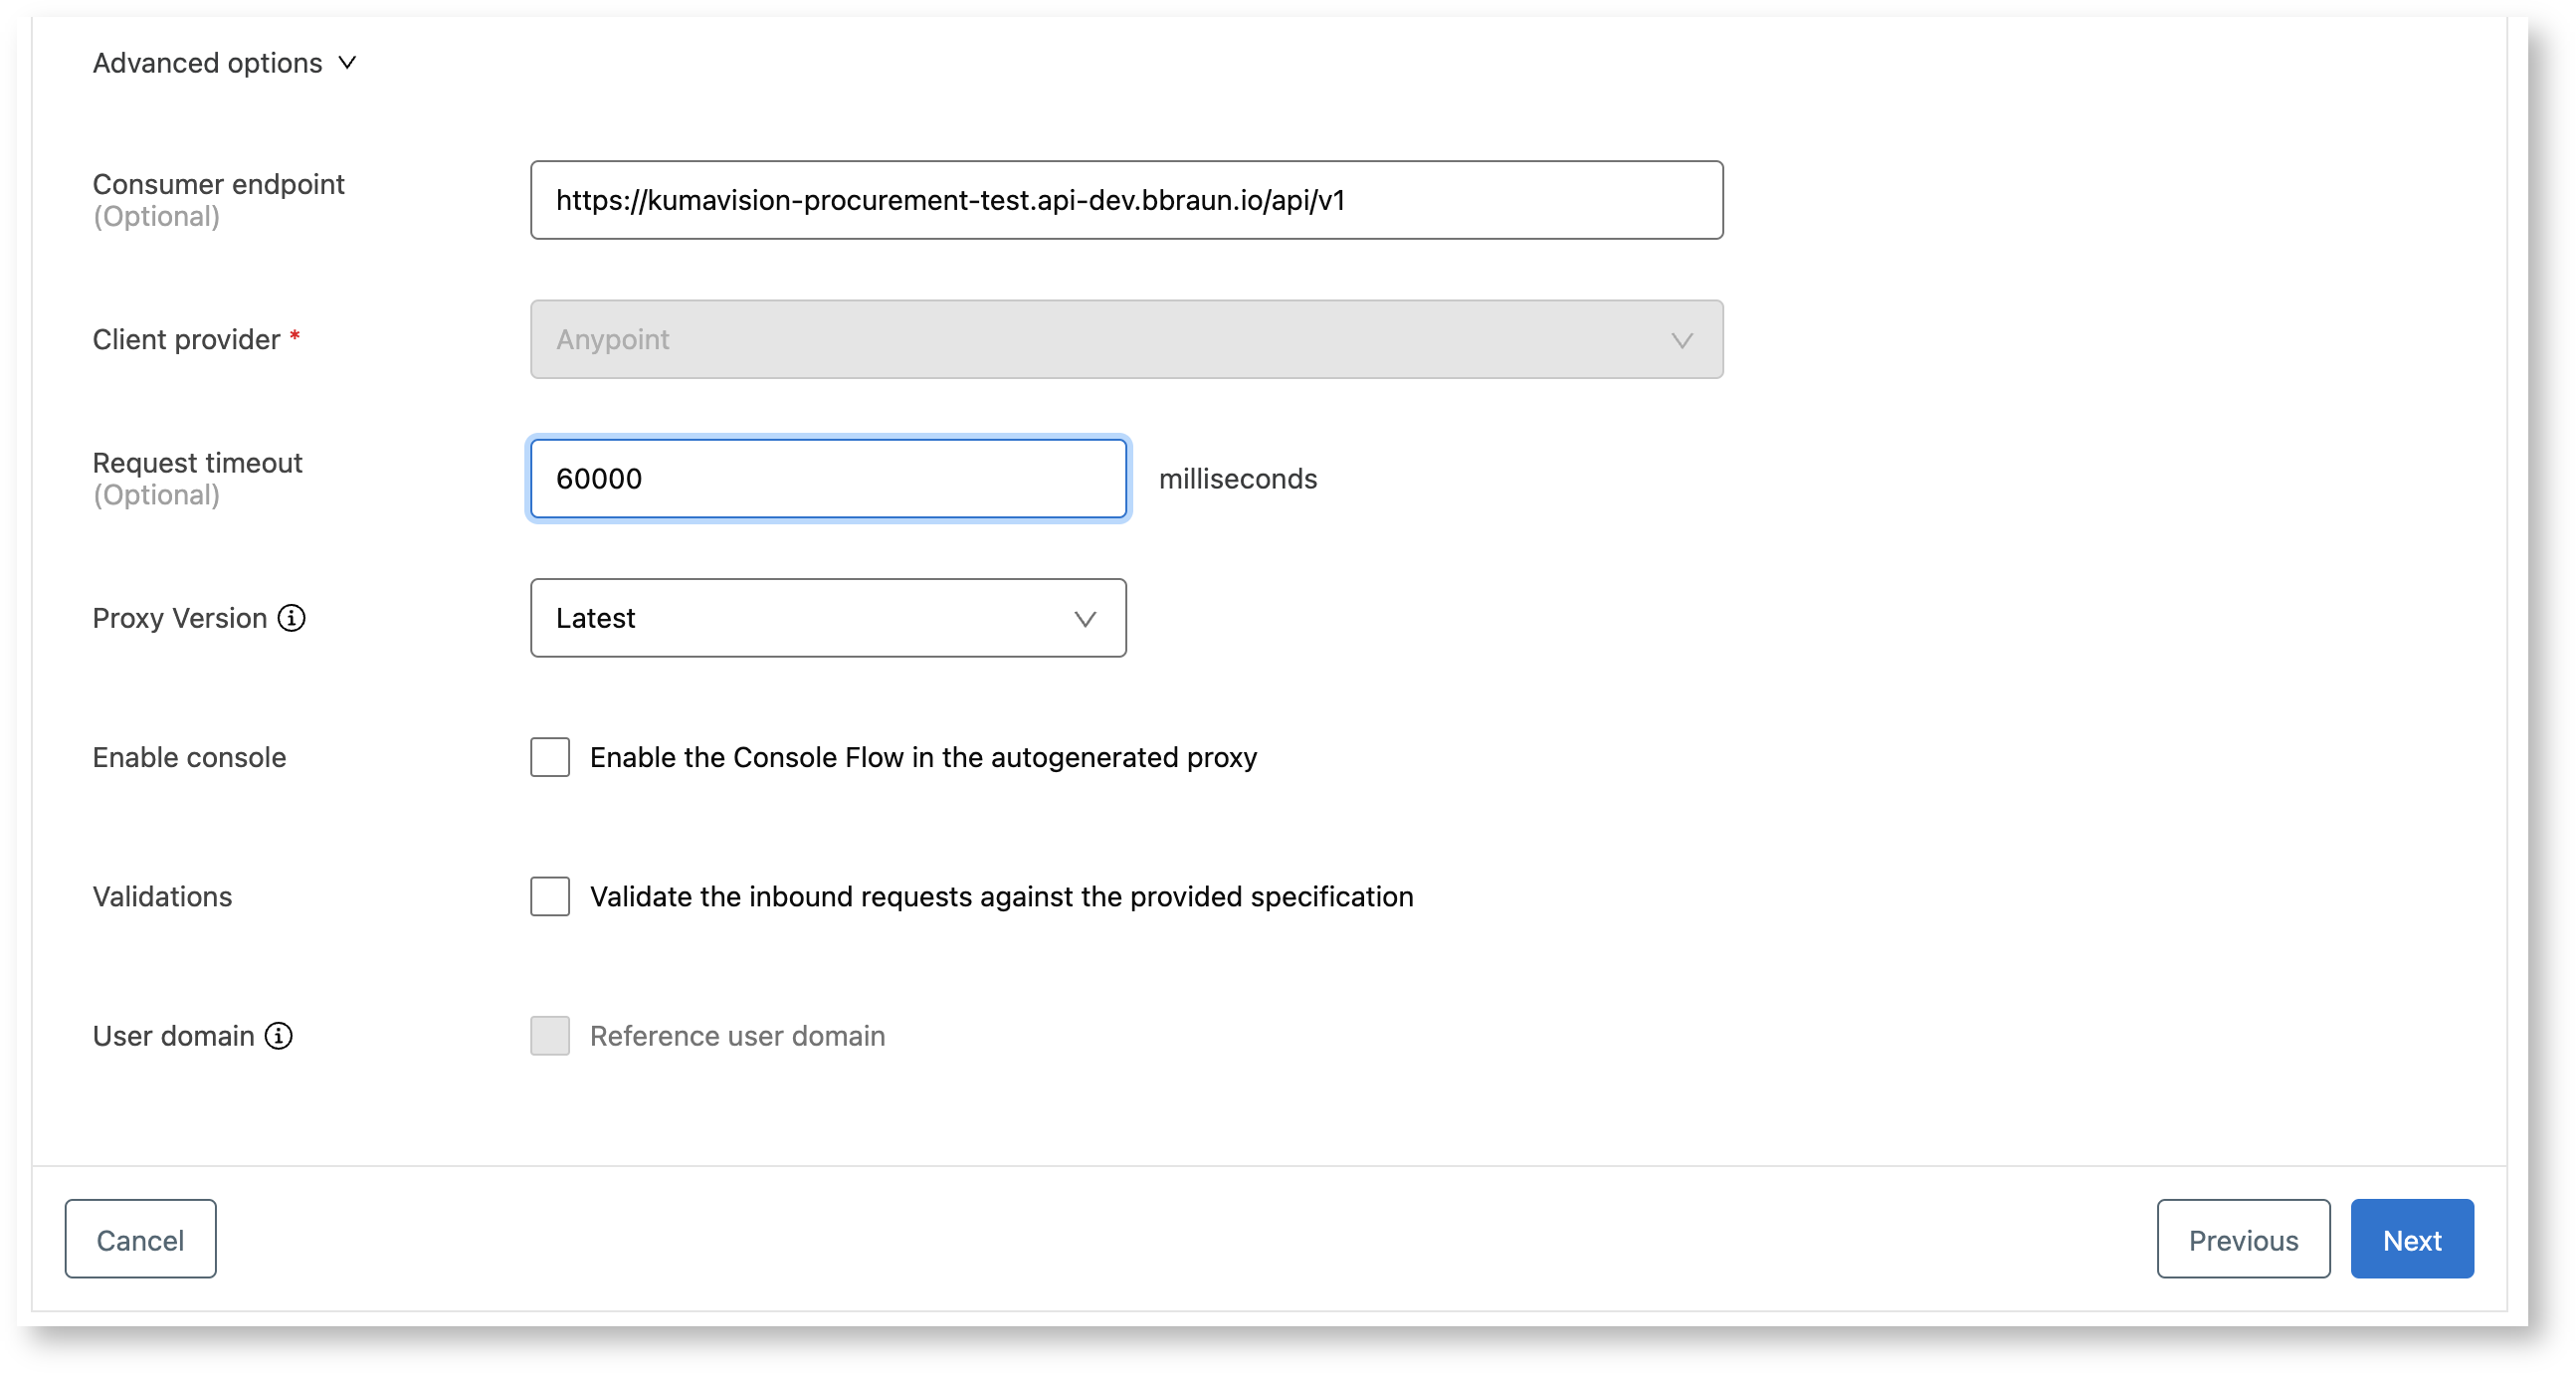 Advanced options
Consumer endpoint
(Optional)
https://kumavision-procurement-test.api-dev.bbraun.io/api/v1
Client provider *
Anypoint
Request timeout
(Optional)
60000
milliseconds
Proxy Version
Latest
Enable console
Enable the Console Flow in the autogenerated proxy
Validations
Validate the inbound requests against the provided specification
User domain
Reference user domain
Cancel
Previous
Next